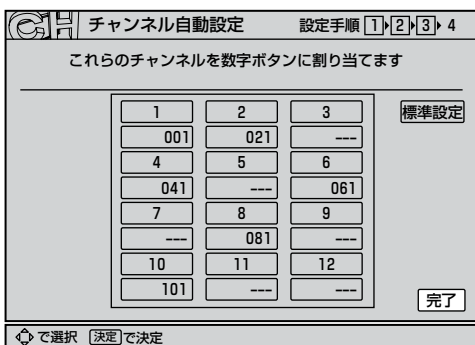 CH チャンネル自動設定 設定手順 1 2 3 4
これらのチャンネルを数字ボタンに割り当てます
標準設定
1 2 3
001 021 ---
4 5 6
041 --- 061
7 8 9
--- 081 ---
10 11 12
101 --- ---
完了
で選択 決定で決定